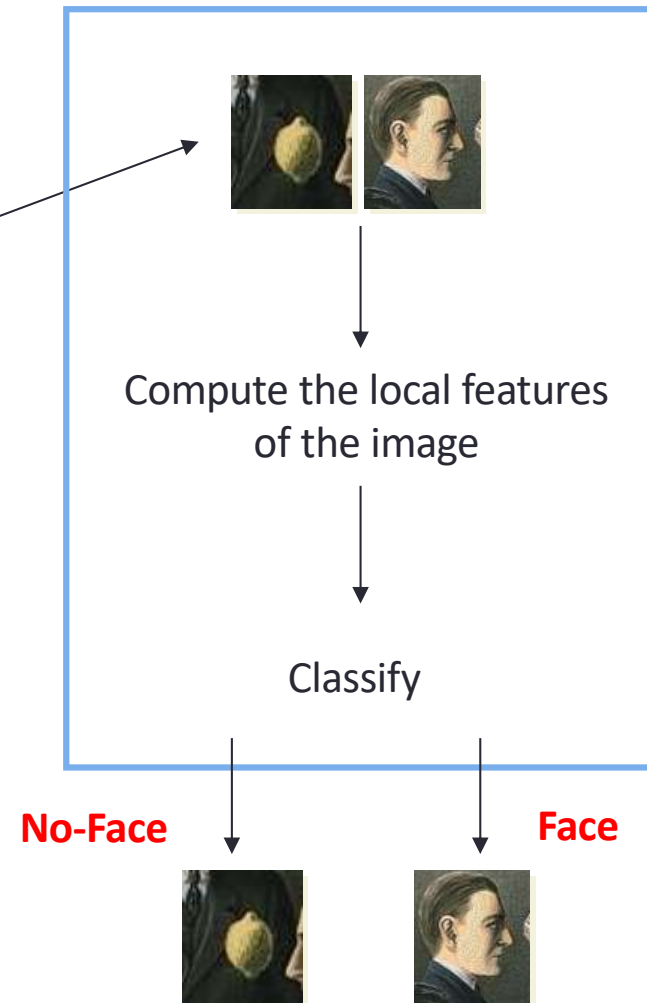 Compute the local features
of the image
Classify
No-Face
Face